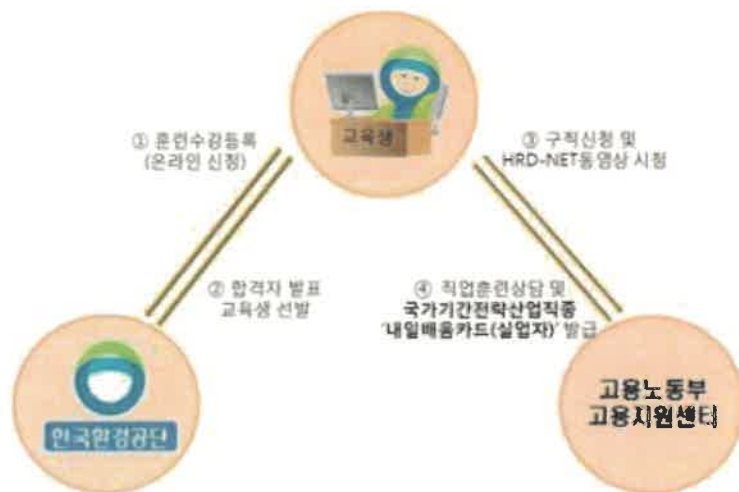 교육생
① 훈련수강등록
(온라인 신청)
③ 구직신청 및
HRD-NET동영상 시청
② 합격자 발표
교육생 선발
④ 직업훈련상담 및
국가기간전략산업직종
'내일배움카드(실업자)' 발급
한국환경공단
고용노동부
고용지원센터